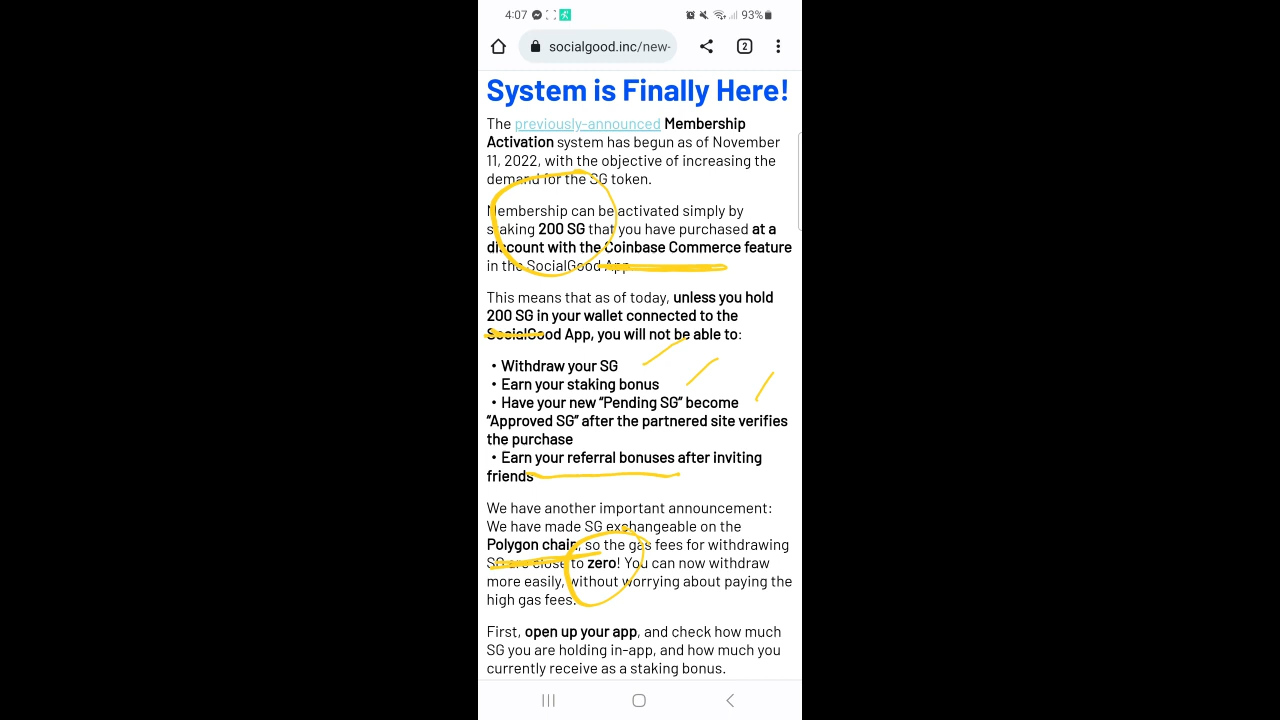 4:07
93%
socialgood.inc/new-
2
System is Finally Here!
The previously-announced Membership
Activation system has begun as of November
11, 2022, with the objective of increasing the
demand for the SG token.
Membership can be activated simply by
staking 200 SG that you have purchased at a
discount with the Coinbase Commerce feature
in the SocialGood App.
This means that as of today, unless you hold
200 SG in your wallet connected to the
SocialGood App, you will not be able to:
・Withdraw your SG
・Earn your staking bonus
・Have your new “Pending SG” become
“Approved SG” after the partnered site verifies
the purchase
・Earn your referral bonuses after inviting
friends
We have another important announcement:
We have made SG exchangeable on the
Polygon chain, so the gas fees for withdrawing
SG are close to zero! You can now withdraw
more easily, without worrying about paying the
high gas fees.
First, open up your app, and check how much
SG you are holding in-app, and how much you
currently receive as a staking bonus.